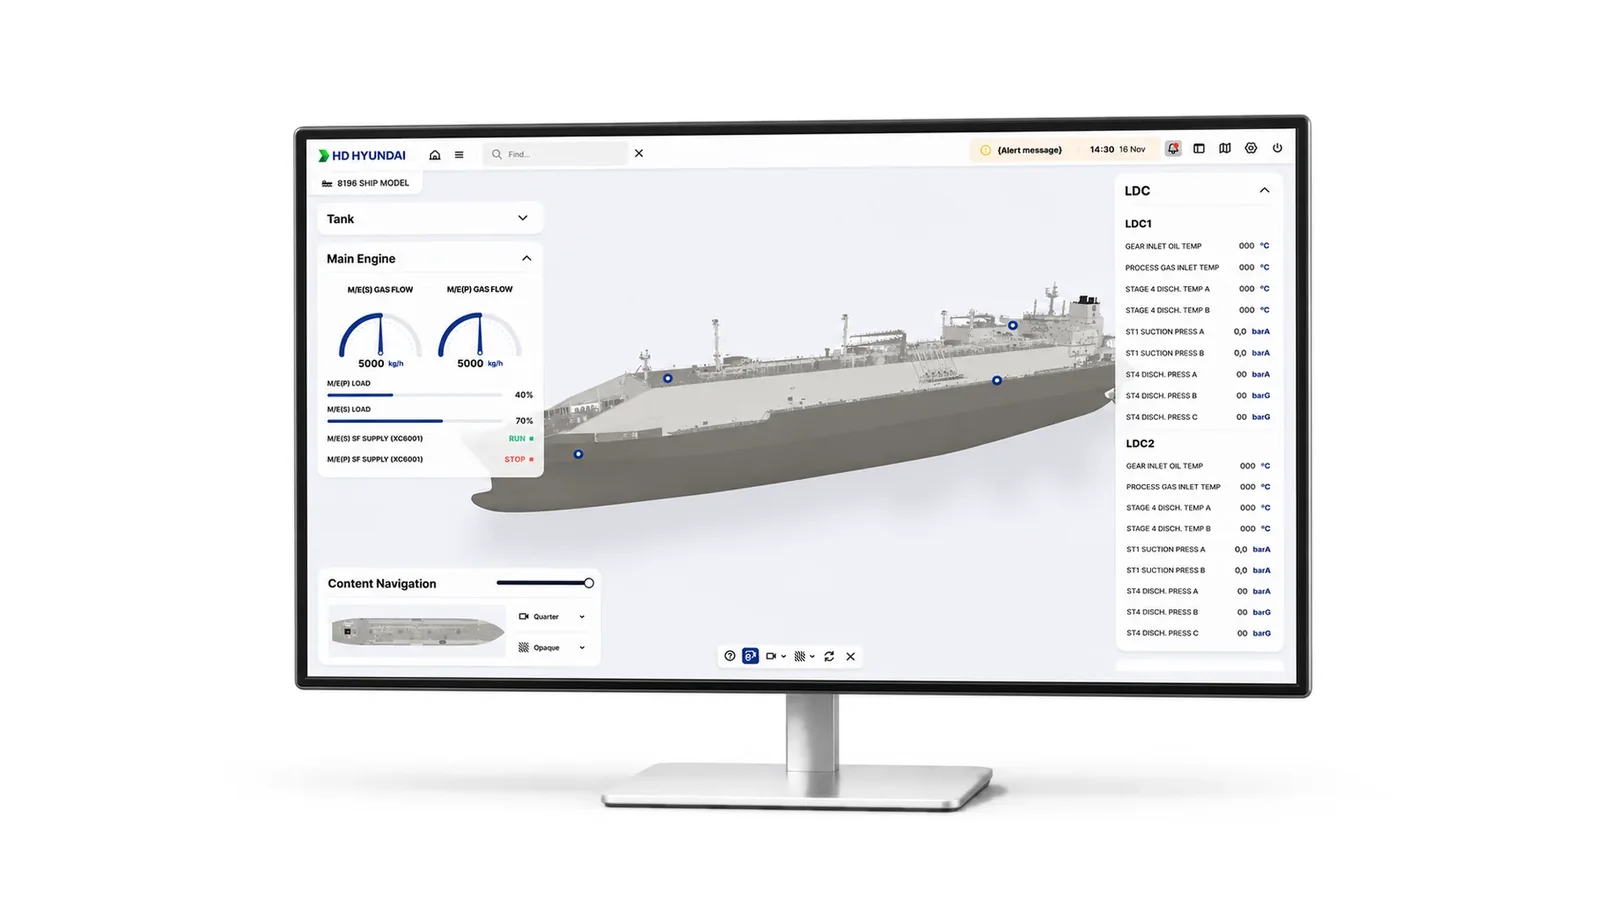 HD HYUNDAI
Find...
{Alert message}
14:30 16 Nov
8196 SHIP MODEL
Tank
Main Engine
M/E(S) GAS FLOW
M/E(P) GAS FLOW
5000 kg/h
5000 kg/h
M/E(P) LOAD
40%
M/E(S) LOAD
70%
M/E(S) SF SUPPLY (XC6001) RUN
M/E(P) SF SUPPLY (XC6001) STOP
Content Navigation
Quarter
Opaque
LDC
LDC1
GEAR INLET OIL TEMP 000 °C
PROCESS GAS INLET TEMP 000 °C
STAGE 4 DISCH. TEMP A 000 °C
STAGE 4 DISCH. TEMP B 000 °C
ST1 SUCTION PRESS A 0,0 barA
ST1 SUCTION PRESS B 0,0 barA
ST4 DISCH. PRESS A 00 barA
ST4 DISCH. PRESS B 00 barG
ST4 DISCH. PRESS C 00 barG
LDC2
GEAR INLET OIL TEMP 000 °C
PROCESS GAS INLET TEMP 000 °C
STAGE 4 DISCH. TEMP A 000 °C
STAGE 4 DISCH. TEMP B 000 °C
ST1 SUCTION PRESS A 0,0 barA
ST1 SUCTION PRESS B 0,0 barA
ST4 DISCH. PRESS A 00 barA
ST4 DISCH. PRESS B 00 barG
ST4 DISCH. PRESS C 00 barG